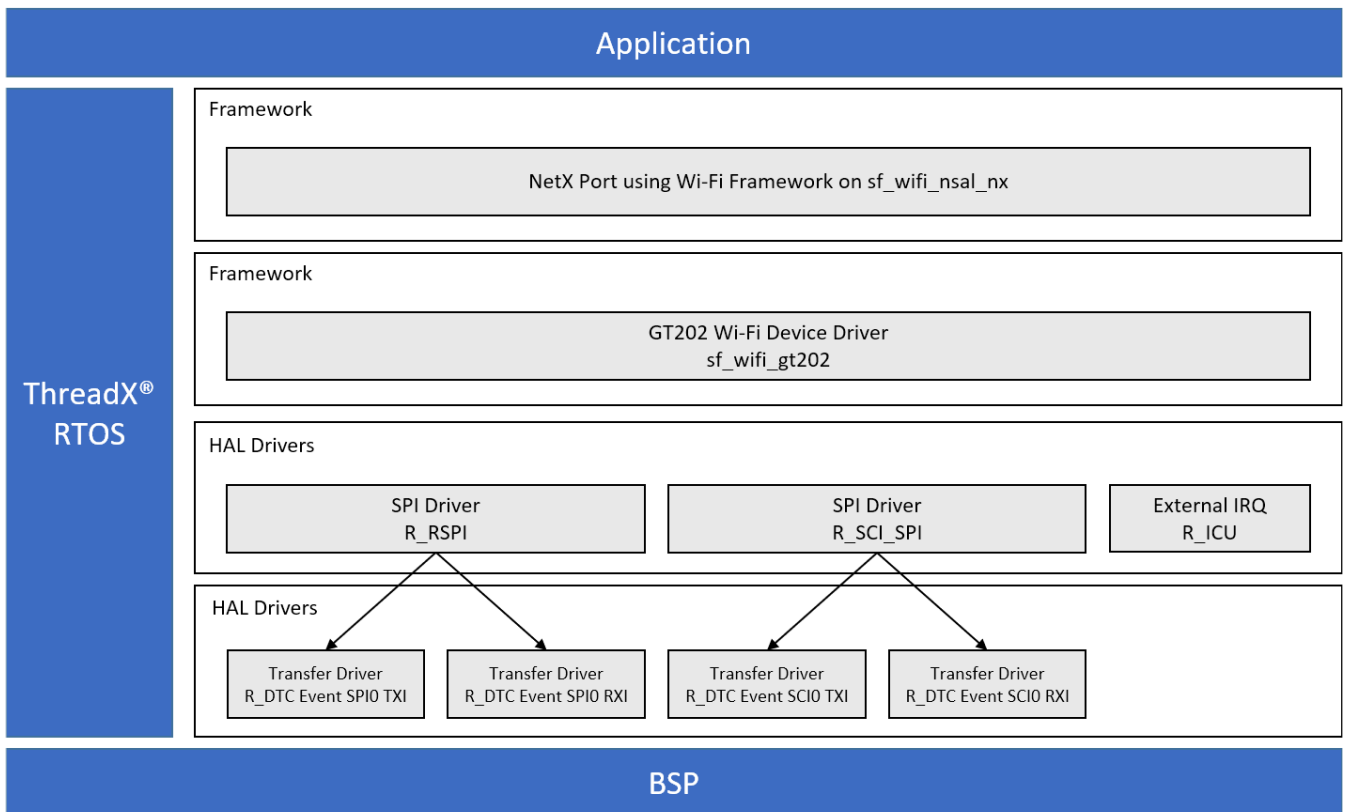 Application
ThreadX®
RTOS
Framework
NetX Port using Wi-Fi Framework on sf_wifi_nsal_nx
Framework
GT202 Wi-Fi Device Driver
sf_wifi_gt202
HAL Drivers
SPI Driver
R_RSPI
SPI Driver
R_SCI_SPI
External IRQ
R_ICU
HAL Drivers
Transfer Driver
R_DTC Event SPI0 TXI
Transfer Driver
R_DTC Event SPI0 RXI
Transfer Driver
R_DTC Event SCI0 TXI
Transfer Driver
R_DTC Event SCI0 RXI
BSP